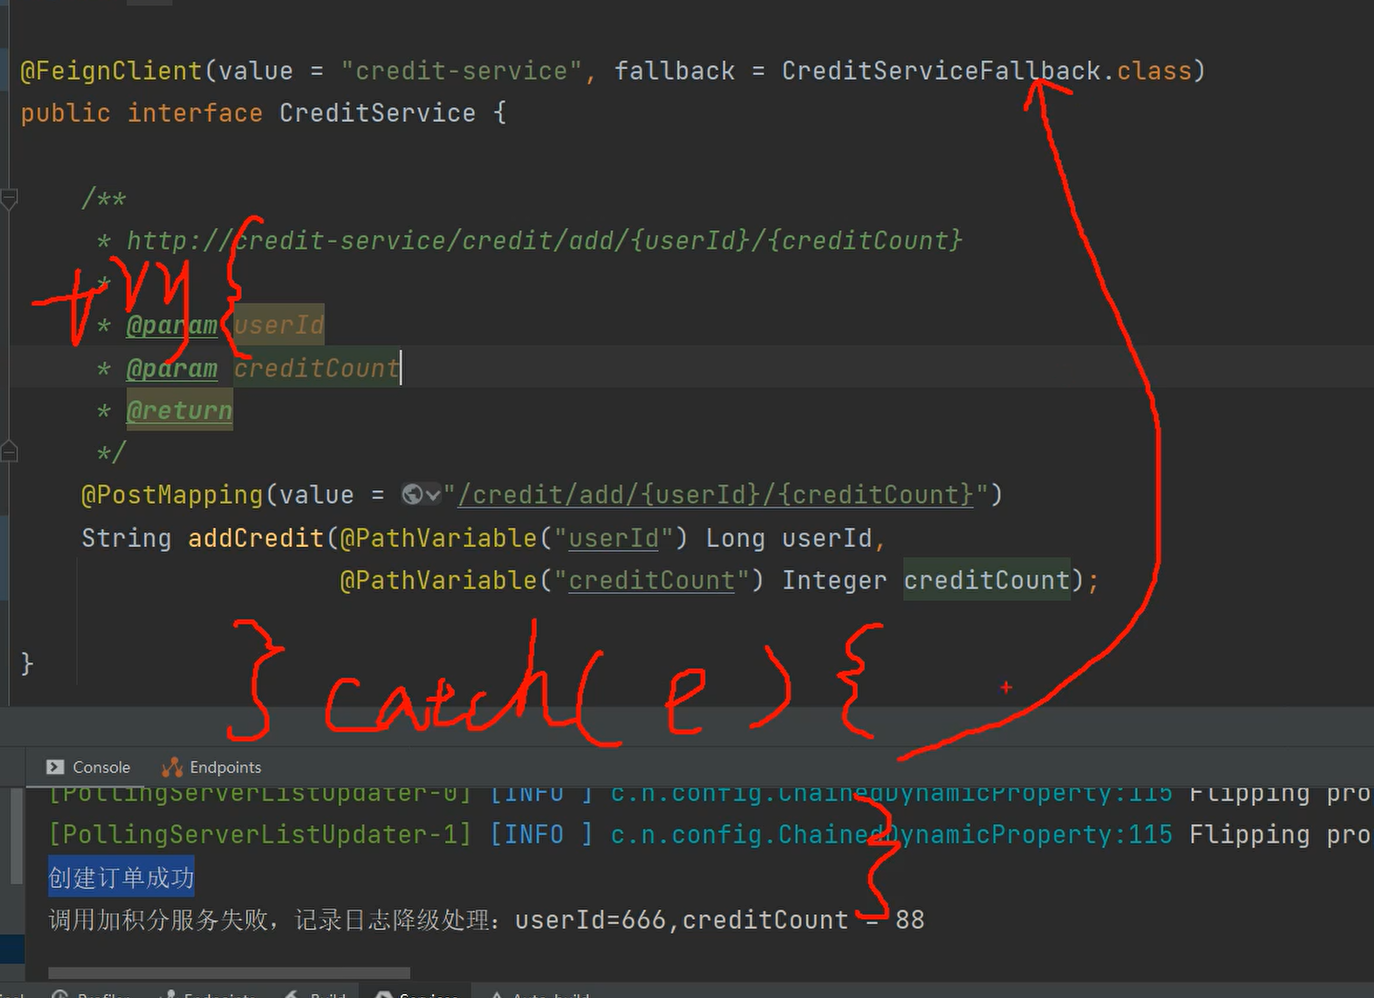 @FeignClient(value = "credit-service", fallback = CreditServiceFallback.class)
public interface CreditService {
/**
* http://credit-service/credit/add/{userId}/{creditCount}
*
try {
* @param userId
* @param creditCount
* @return
*/
@PostMapping(value = "/credit/add/{userId}/{creditCount}")
String addCredit(@PathVariable("userId") Long userId,
@PathVariable("creditCount") Integer creditCount);
}
} catch( e ) {
}
Console Endpoints
[PollingServerListUpdater-0] [INFO ] c.n.config.ChainedDynamicProperty:115 Flipping pro
[PollingServerListUpdater-1] [INFO ] c.n.config.ChainedDynamicProperty:115 Flipping pro
创建订单成功
调用加积分服务失败，记录日志降级处理：userId=666,creditCount = 88